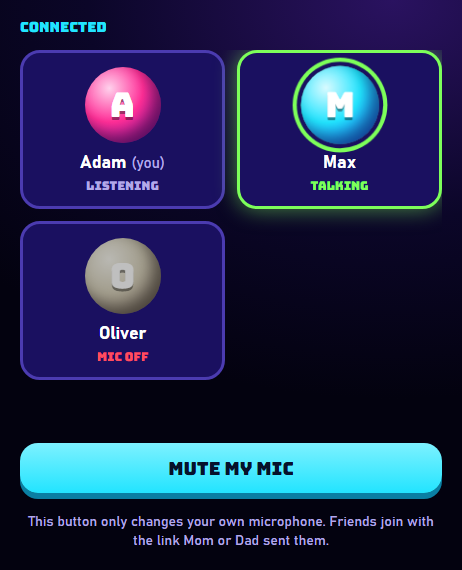 CONNECTED
A
Adam (you)
LISTENING
M
Max
TALKING
O
Oliver
MIC OFF
MUTE MY MIC
This button only changes your own microphone. Friends join with
the link Mom or Dad sent them.